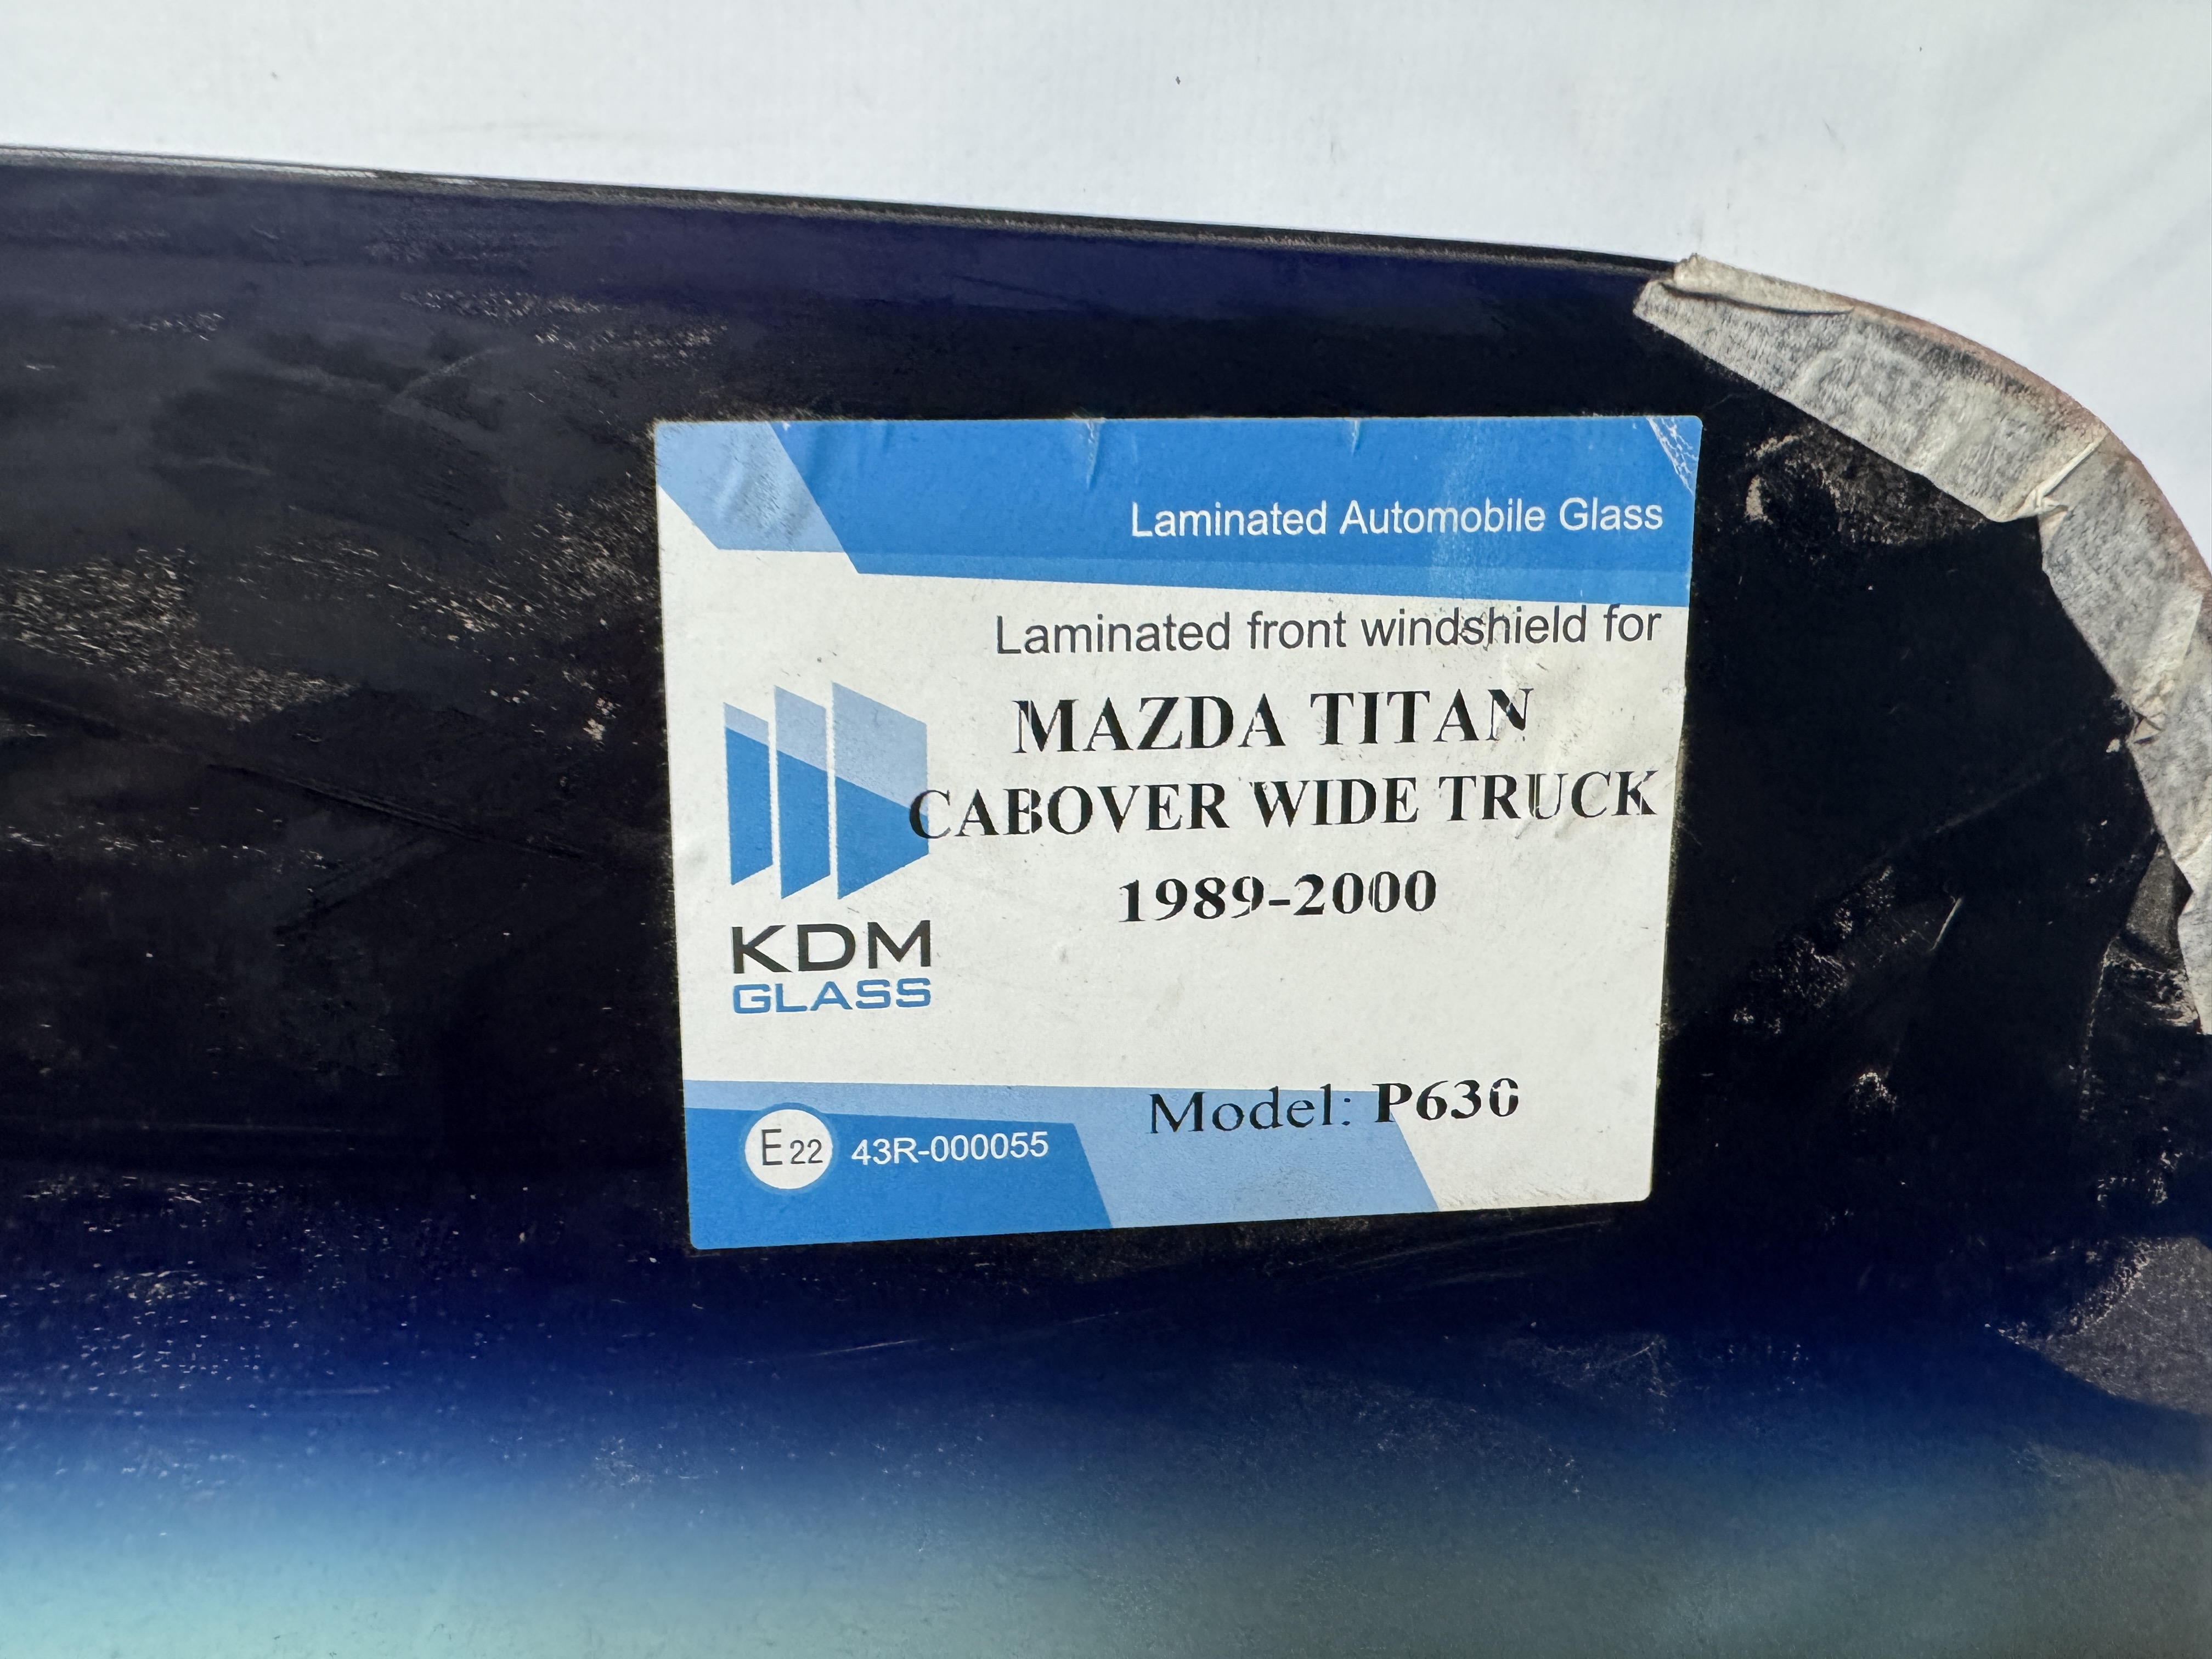 Laminated Automobile Glass
Laminated front windshield for
MAZDA TITAN
CABOVER WIDE TRUCK
1989-2000
KDM
GLASS
Model: P630
E22 43R-000055